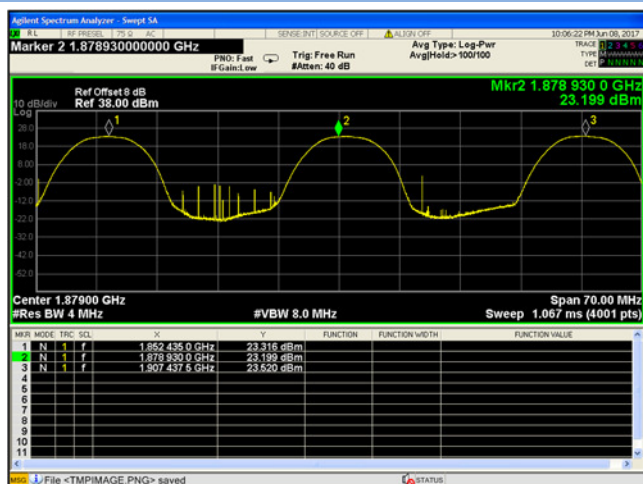 Agilent Spectrum Analyzer - Swept SA
RL RF PRESEL 75 Ω AC SENSE:INT SOURCE OFF ALIGN OFF 10:06:22 PM Jun 08, 2017
Marker 2 1.878930000000 GHz
PNO: Fast
IFGain:Low
Trig: Free Run
#Atten: 40 dB
Avg Type: Log-Pwr
Avg|Hold:> 100/100
TRACE 1 2 3 4 5 6
TYPE M
DET P N N N N N
Mkr2 1.878 930 0 GHz
23.199 dBm
Ref Offset 8 dB
10 dB/div Ref 38.00 dBm
Log
1
2
3
28.0
18.0
8.00
-2.00
-12.0
-22.0
-32.0
-42.0
-52.0
Center 1.87900 GHz Span 70.00 MHz
#Res BW 4 MHz #VBW 8.0 MHz Sweep 1.067 ms (4001 pts)
MKR MODE TRC SCL X Y FUNCTION FUNCTION WIDTH FUNCTION VALUE
1 N 1 f 1.852 435 0 GHz 23.316 dBm
2 N 1 f 1.878 930 0 GHz 23.199 dBm
3 N 1 f 1.907 437 5 GHz 23.520 dBm
4
5
6
7
8
9
10
11
MSG File <TMPIMAGE.PNG> saved STATUS